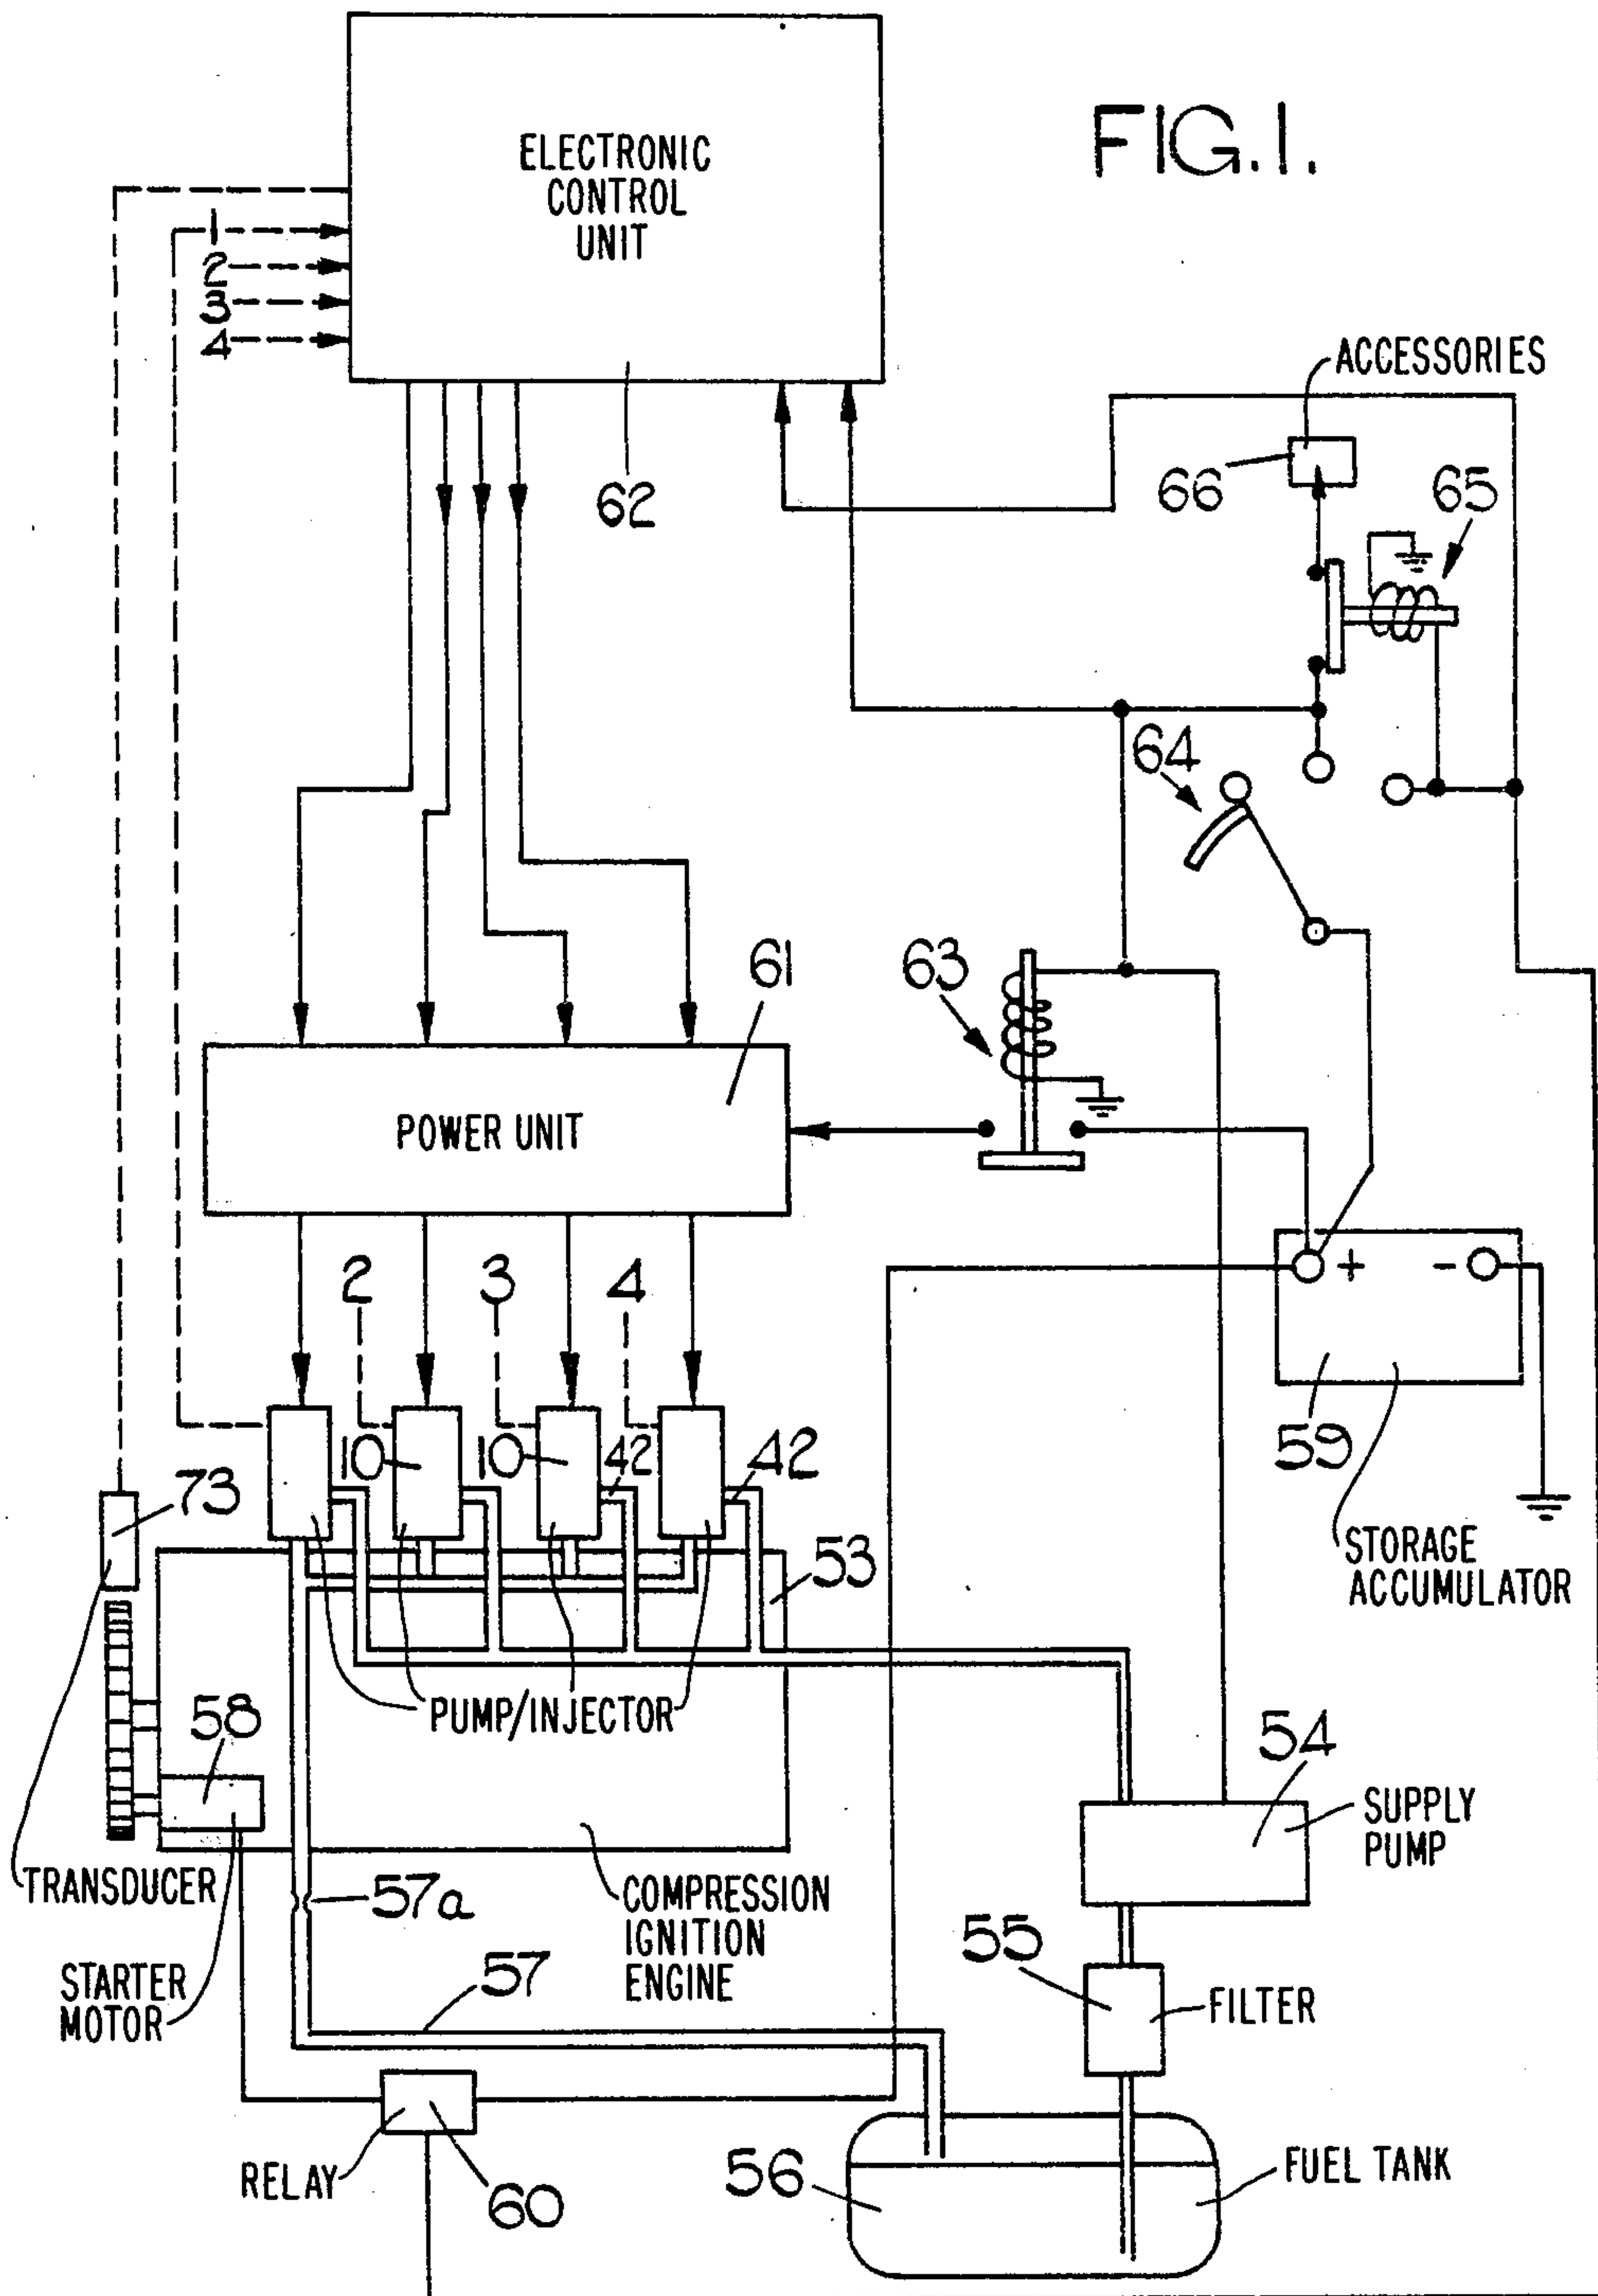 FIG.1.
ELECTRONIC
CONTROL
UNIT
1
2
3
4
62
ACCESSORIES
66
65
64
63
61
POWER UNIT
2
3
4
10
10
42
42
59
STORAGE
ACCUMULATOR
73
53
58
PUMP/INJECTOR
54
SUPPLY
PUMP
TRANSDUCER
57a
COMPRESSION
IGNITION
ENGINE
55
STARTER
MOTOR
57
FILTER
RELAY
60
56
FUEL TANK
+
-